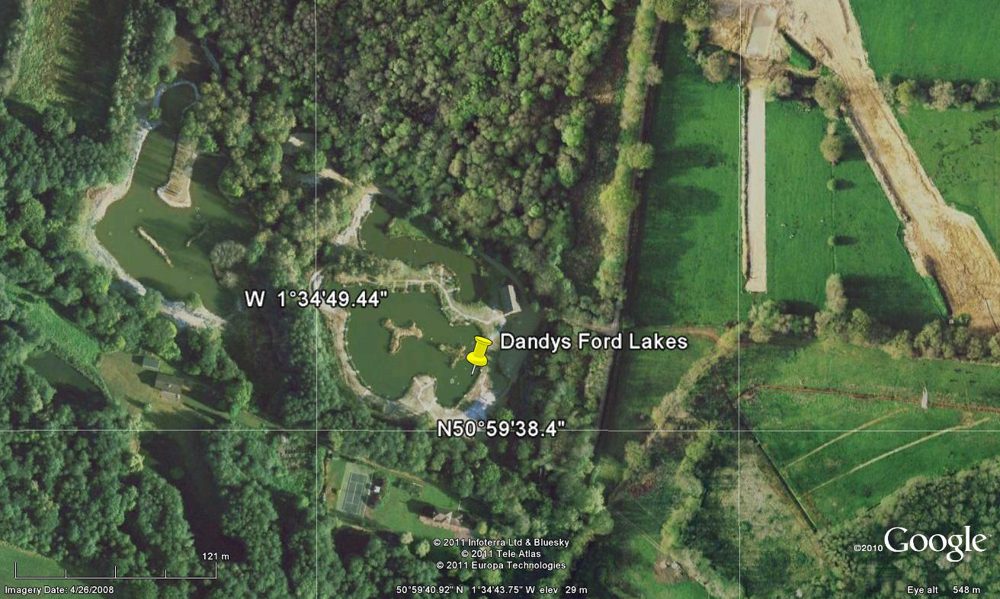 W  1°34'49.44"
Dandys Ford Lakes
N50°59'38.4"
© 2011 Infoterra Ltd & Bluesky
© 2011 Tele Atlas
© 2011 Europa Technologies
©2010 Google
121 m
Imagery Date: 4/26/2008
50°59'40.92" N   1°34'43.75" W  elev   29 m
Eye alt   548 m